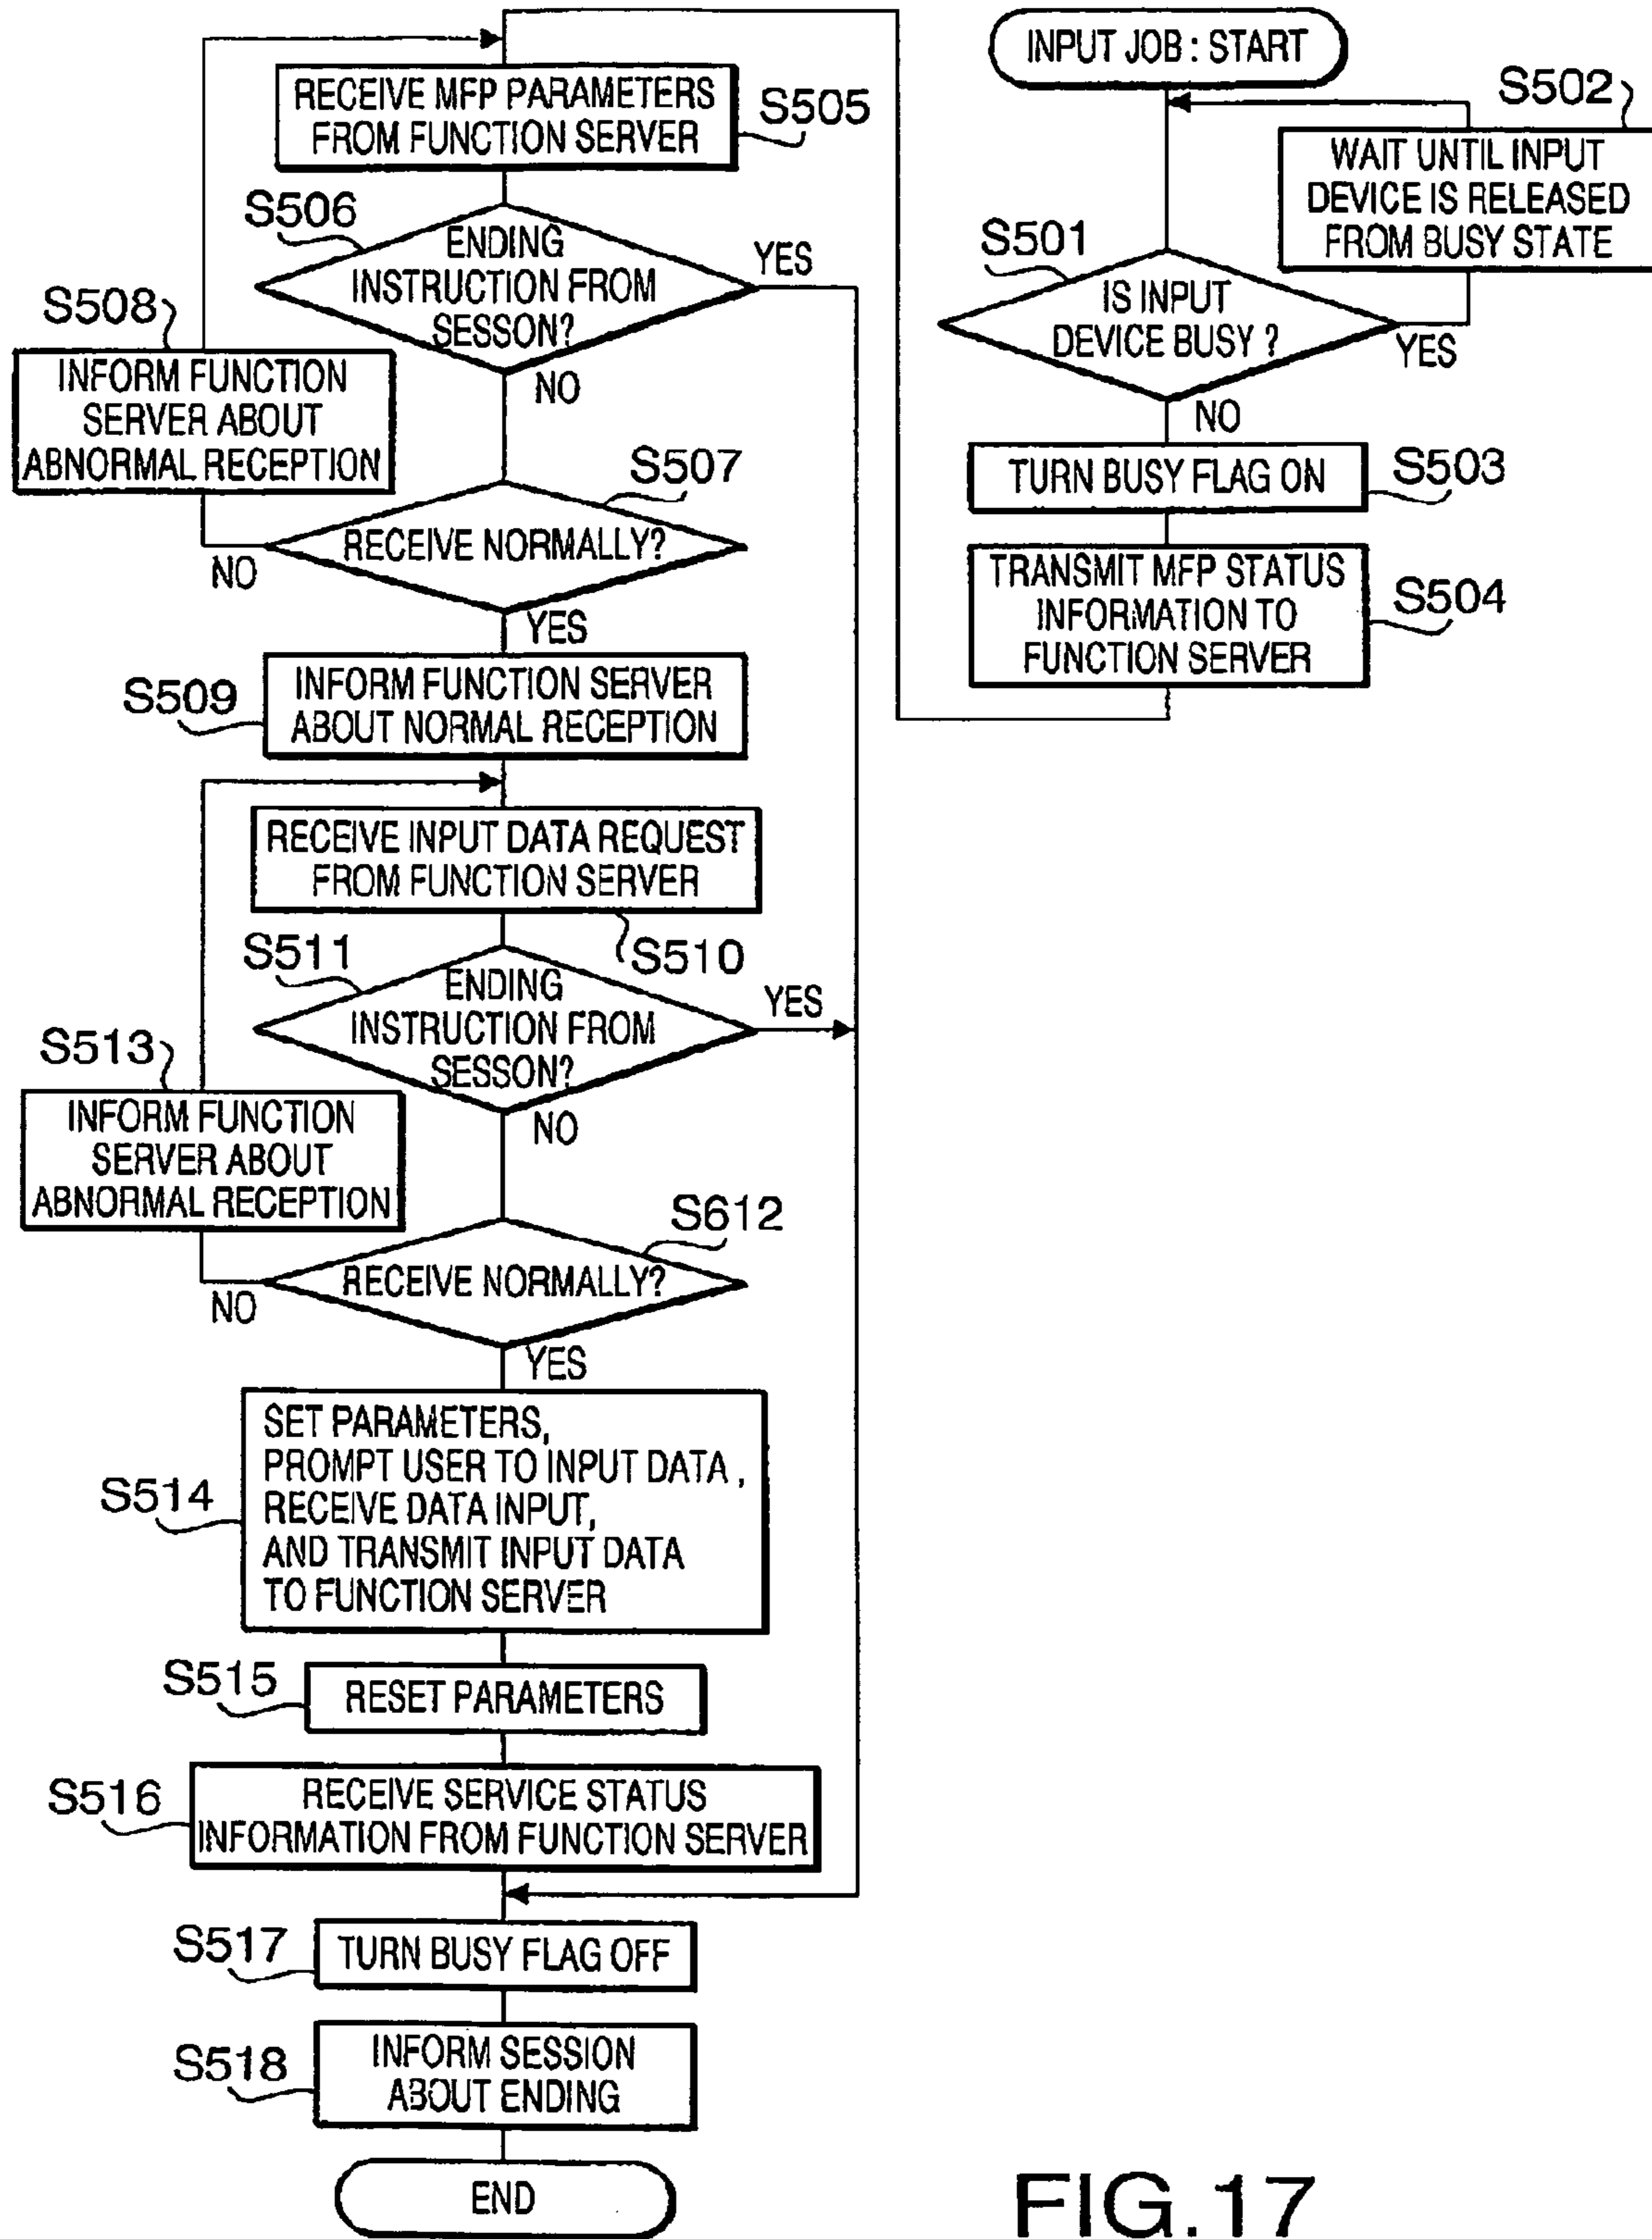 INPUT JOB : START
S502
WAIT UNTIL INPUT
DEVICE IS RELEASED
FROM BUSY STATE
S501
IS INPUT
DEVICE BUSY ?
YES
NO
TURN BUSY FLAG ON
S503
TRANSMIT MFP STATUS
INFORMATION TO
FUNCTION SERVER
S504
RECEIVE MFP PARAMETERS
FROM FUNCTION SERVER
S505
S506
ENDING
INSTRUCTION FROM
SESSON?
YES
NO
S508
INFORM FUNCTION
SERVER ABOUT
ABNORMAL RECEPTION
S507
RECEIVE NORMALLY?
NO
YES
S509
INFORM FUNCTION SERVER
ABOUT NORMAL RECEPTION
RECEIVE INPUT DATA REQUEST
FROM FUNCTION SERVER
S510
S511
ENDING
INSTRUCTION FROM
SESSON?
YES
NO
S513
INFORM FUNCTION
SERVER ABOUT
ABNORMAL RECEPTION
S612
RECEIVE NORMALLY?
NO
YES
S514
SET PARAMETERS,
PROMPT USER TO INPUT DATA ,
RECEIVE DATA INPUT,
AND TRANSMIT INPUT DATA
TO FUNCTION SERVER
S515
RESET PARAMETERS
S516
RECEIVE SERVICE STATUS
INFORMATION FROM FUNCTION SERVER
S517
TURN BUSY FLAG OFF
S518
INFORM SESSION
ABOUT ENDING
END
FIG.17